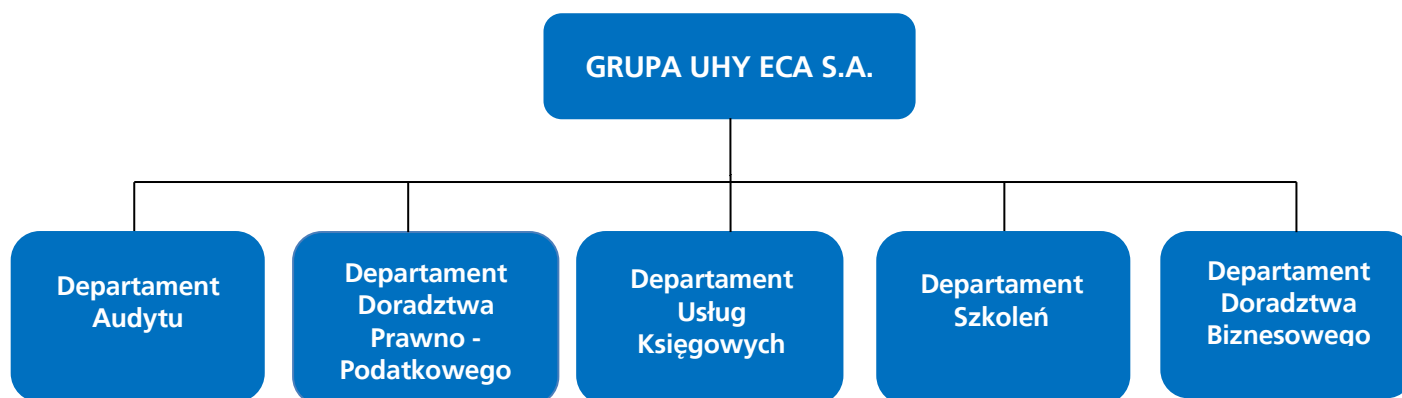 GRUPA UHY ECA S.A.
Departament
Audytu
Departament
Doradztwa
Prawno -
Podatkowego
Departament
Usług
Księgowych
Departament
Szkoleń
Departament
Doradztwa
Biznesowego